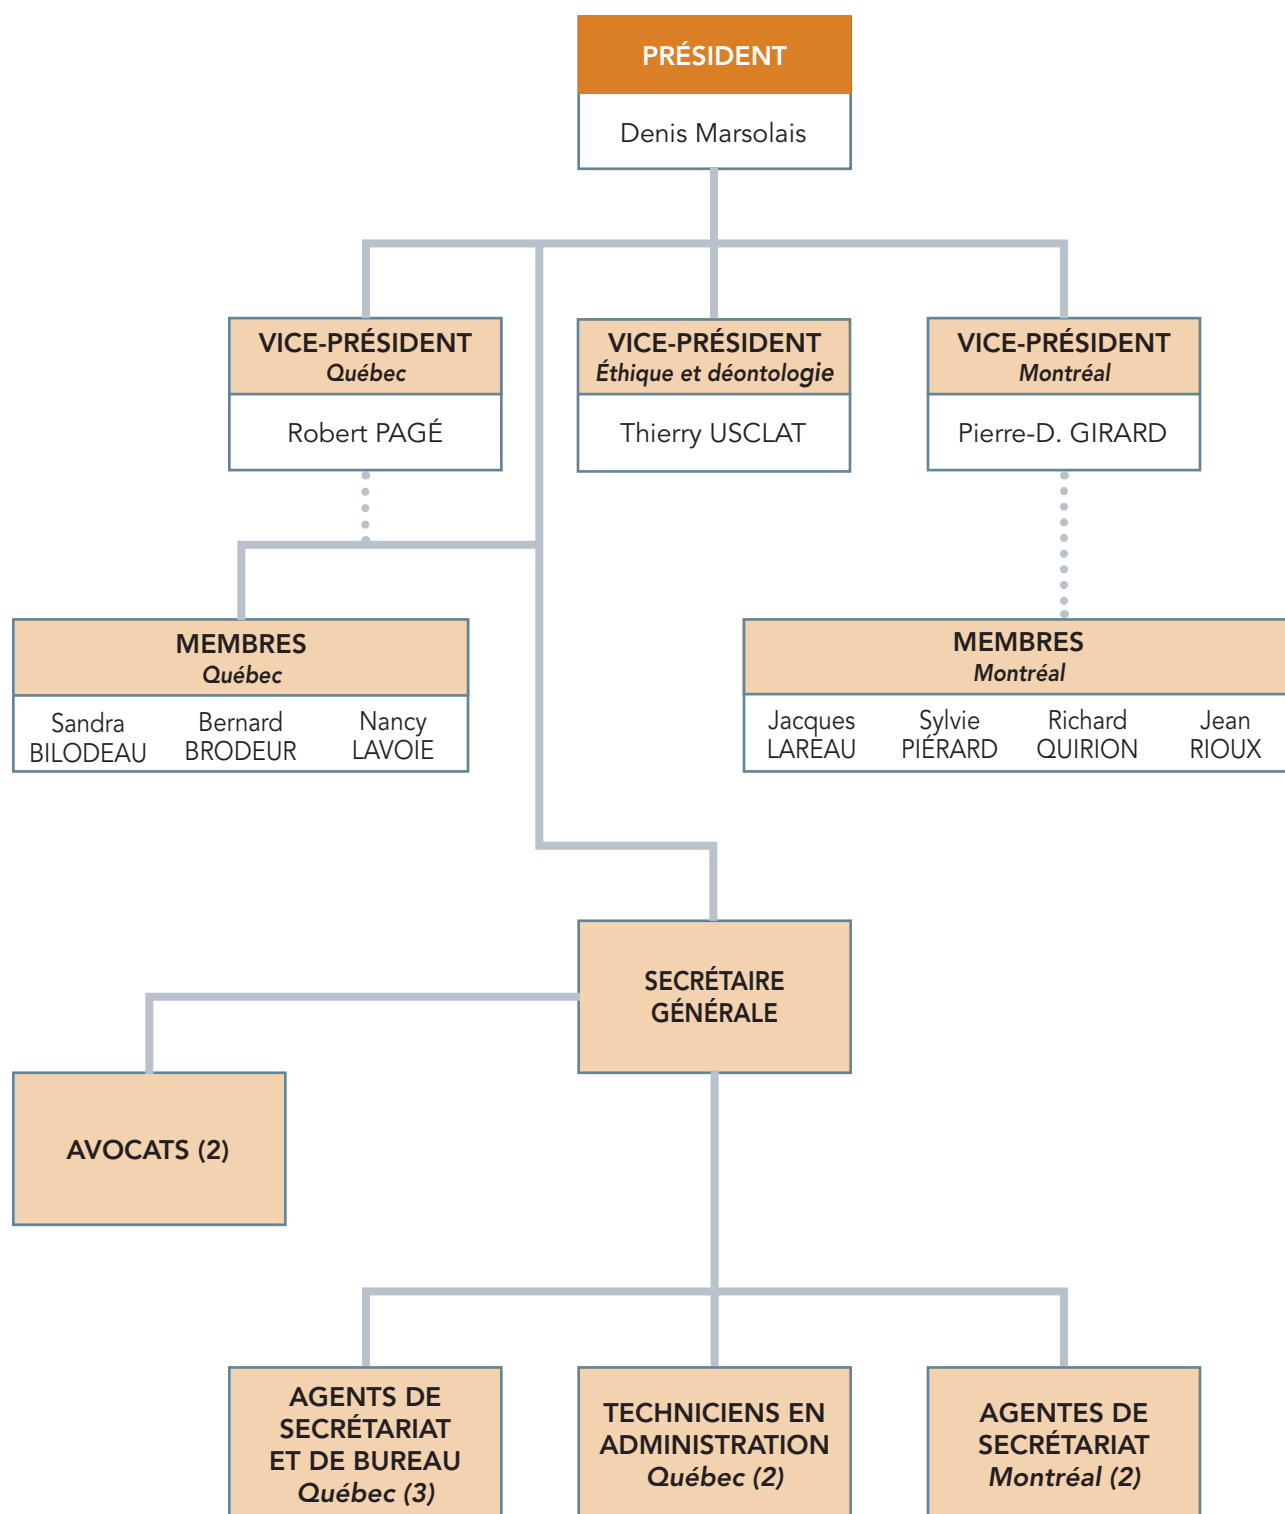 PRÉSIDENT
Denis Marsolais
VICE-PRÉSIDENT
Québec
Robert PAGÉ
VICE-PRÉSIDENT
Éthique et déontologie
Thierry USCLAT
VICE-PRÉSIDENT
Montréal
Pierre-D. GIRARD
MEMBRES
Québec
Sandra
BILODEAU
Bernard
BRODEUR
Nancy
LAVOIE
MEMBRES
Montréal
Jacques
LAREAU
Sylvie
PIÉRARD
Richard
QUIRION
Jean
RIOUX
SECRÉTAIRE
GÉNÉRALE
AVOCATS (2)
AGENTS DE
SECRÉTARIAT
ET DE BUREAU
Québec (3)
TECHNICIENS EN
ADMINISTRATION
Québec (2)
AGENTES DE
SECRÉTARIAT
Montréal (2)